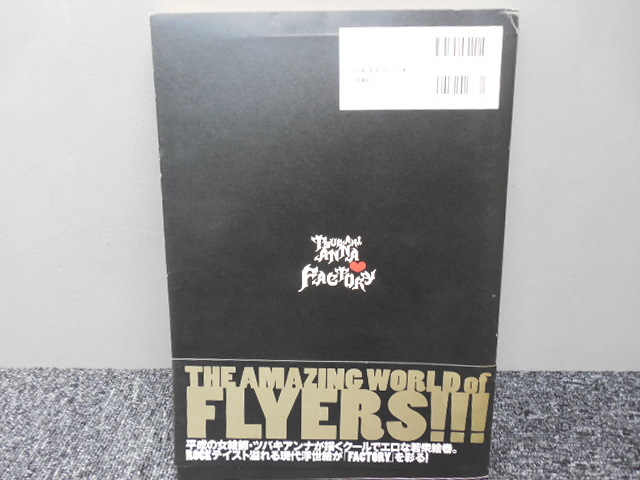 TSUBAKI
ANNA
FACTORY
THE AMAZING WORLD of
FLYERS!!!
平成の女絵師・ツバキアンナが描くクールでエロな若衆絵巻。
ROCKテイスト溢れる現代浮世絵が「FACTORY」を彩る!